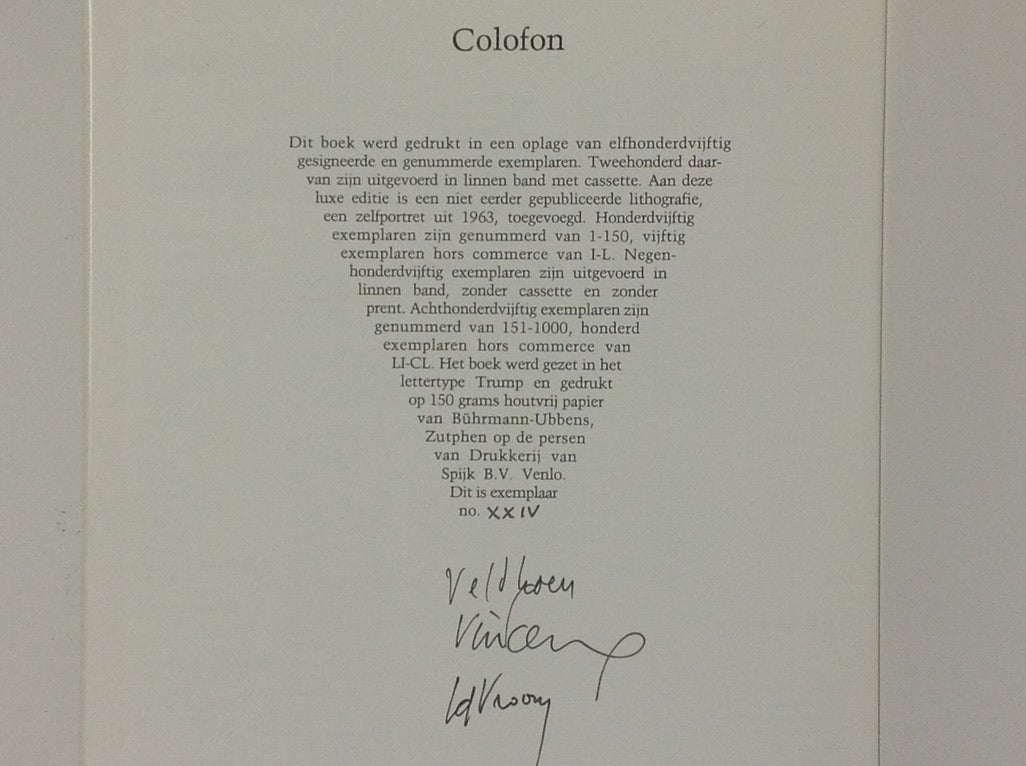 Colofon
Dit boek werd gedrukt in een oplage van elfhonderdvijftig
gesigneerde en genummerde exemplaren. Tweehonderd daar-
van zijn uitgevoerd in linnen band met cassette. Aan deze
luxe editie is een niet eerder gepubliceerde lithografie,
een zelfportret uit 1963, toegevoegd. Honderdvijftig
exemplaren zijn genummerd van 1-150, vijftig
exemplaren hors commerce van I-L. Negen-
honderdvijftig exemplaren zijn uitgevoerd in
linnen band, zonder cassette en zonder
prent. Achthonderdvijftig exemplaren zijn
genummerd van 151-1000, honderd
exemplaren hors commerce van
LI-CL. Het boek werd gezet in het
lettertype Trump en gedrukt
op 150 grams houtvrij papier
van Bührmann-Ubbens,
Zutphen op de persen
van Drukkerij van
Spijk B.V. Venlo.
Dit is exemplaar
no. XXIV
Veldhoen